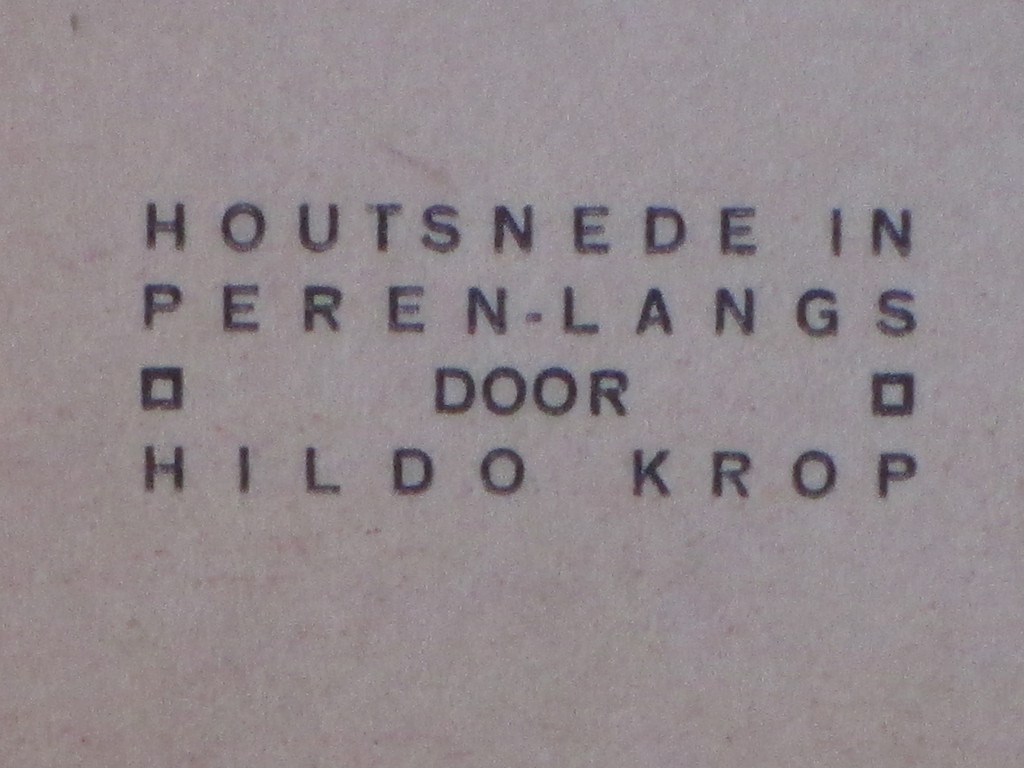 HOUTSNEDE IN
PEREN-LANGS
DOOR
HILDO KROP